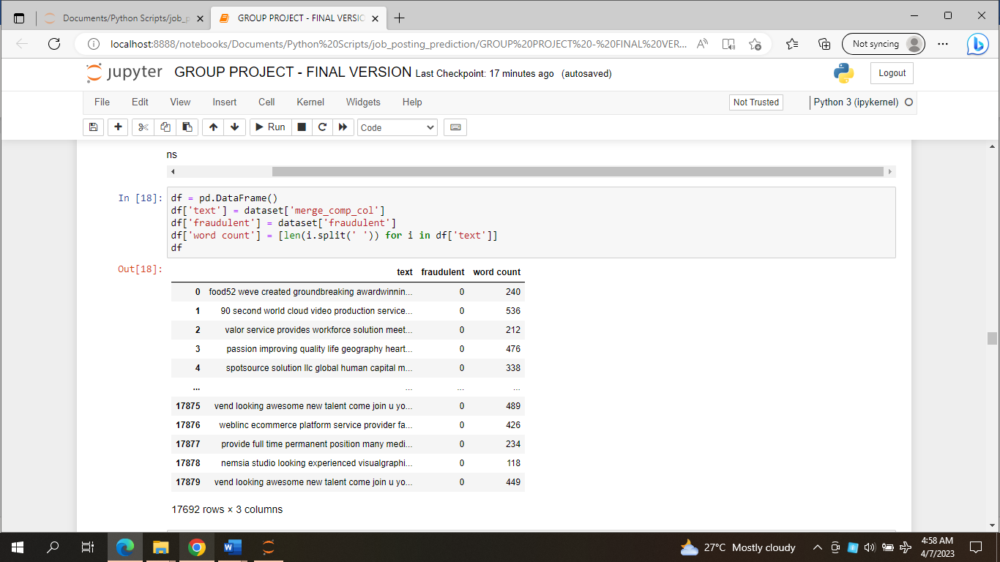 Documents/Python Scripts/job_p
GROUP PROJECT - FINAL VERSIO
localhost:8888/notebooks/Documents/Python%20Scripts/job_posting_prediction/GROUP%20PROJECT%20-%20FINAL%20VER...
Not syncing
jupyter GROUP PROJECT - FINAL VERSION Last Checkpoint: 17 minutes ago (autosaved)
Logout
File Edit View Insert Cell Kernel Widgets Help
Not Trusted
Python 3 (ipykernel)
Run
Code
ns
In [18]:
df = pd.DataFrame()
df['text'] = dataset['merge_comp_col']
df['fraudulent'] = dataset['fraudulent']
df['word count'] = [len(i.split(' ')) for i in df['text']]
df
Out[18]:
text fraudulent word count
0 food52 weve created groundbreaking awardwinnin... 0 240
1 90 second world cloud video production service... 0 536
2 valor service provides workforce solution meet... 0 212
3 passion improving quality life geography heart... 0 476
4 spotsource solution llc global human capital m... 0 338
... ... ... ...
17875 vend looking awesome new talent come join u yo... 0 489
17876 weblinc ecommerce platform service provider fa... 0 426
17877 provide full time permanent position many medi... 0 234
17878 nemsia studio looking experienced visualgraphi... 0 118
17879 vend looking awesome new talent come join u yo... 0 449
17692 rows × 3 columns
27°C Mostly cloudy
4:58 AM
4/7/2023